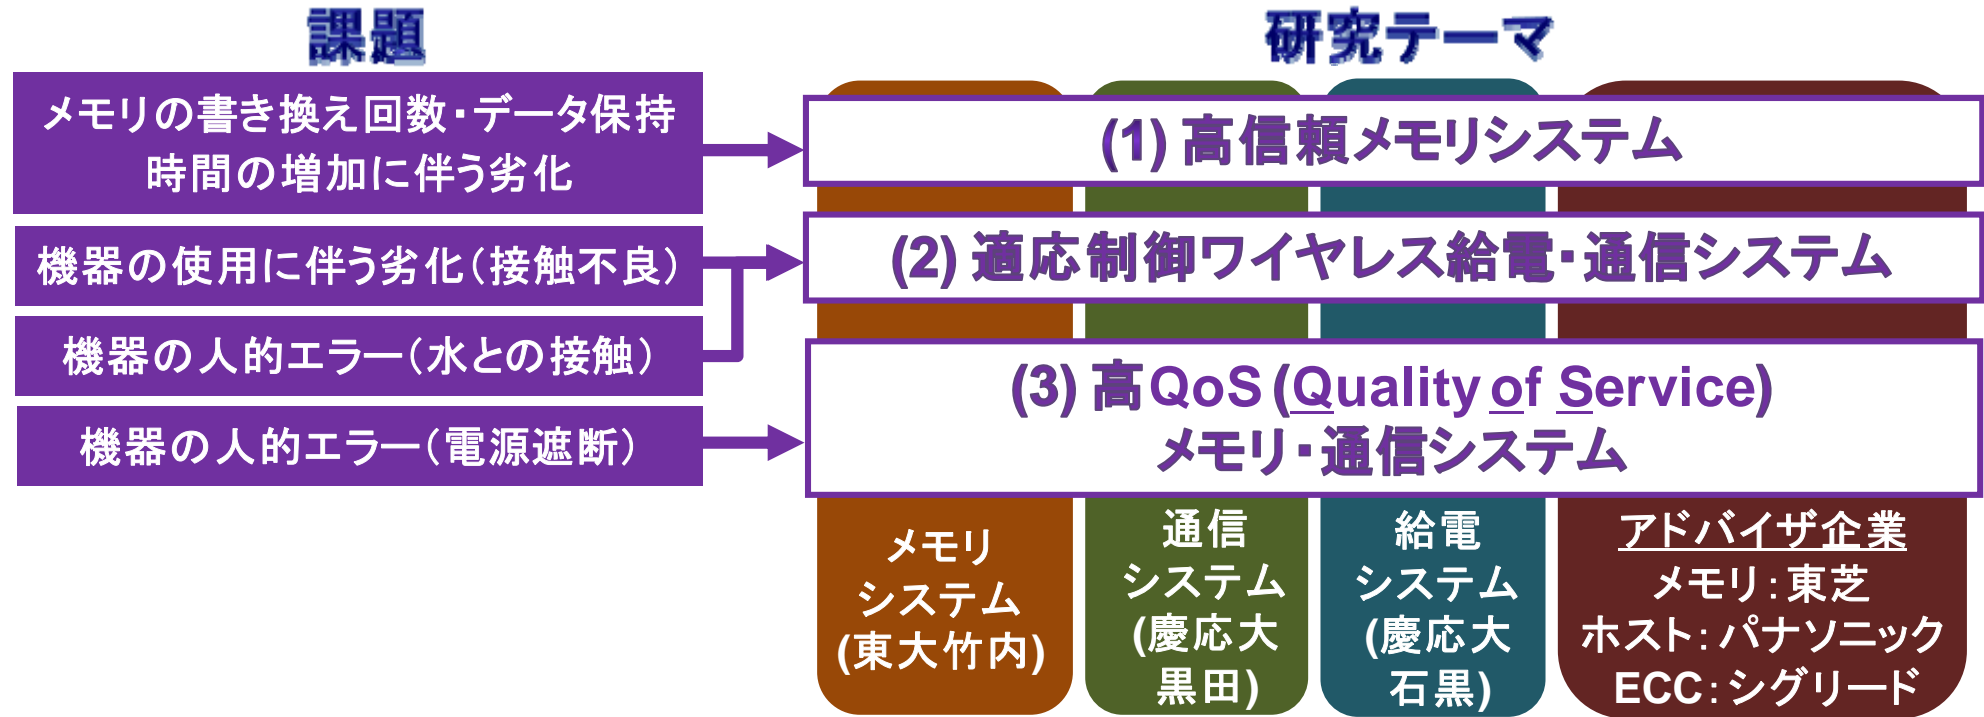 課題
メモリの書き換え回数・データ保持
時間の増加に伴う劣化
機器の使用に伴う劣化(接触不良)
機器の人的エラー(水との接触)
機器の人的エラー(電源遮断)
研究テーマ
(1) 高信頼メモリシステム
(2) 適応制御ワイヤレス給電・通信システム
(3) 高QoS (Quality of Service)
メモリ・通信システム
メモリ
システム
(東大竹内)
通信
システム
(慶応大
黒田)
給電
システム
(慶応大
石黒)
アドバイザ企業
メモリ：東芝
ホスト：パナソニック
ECC：シグリード